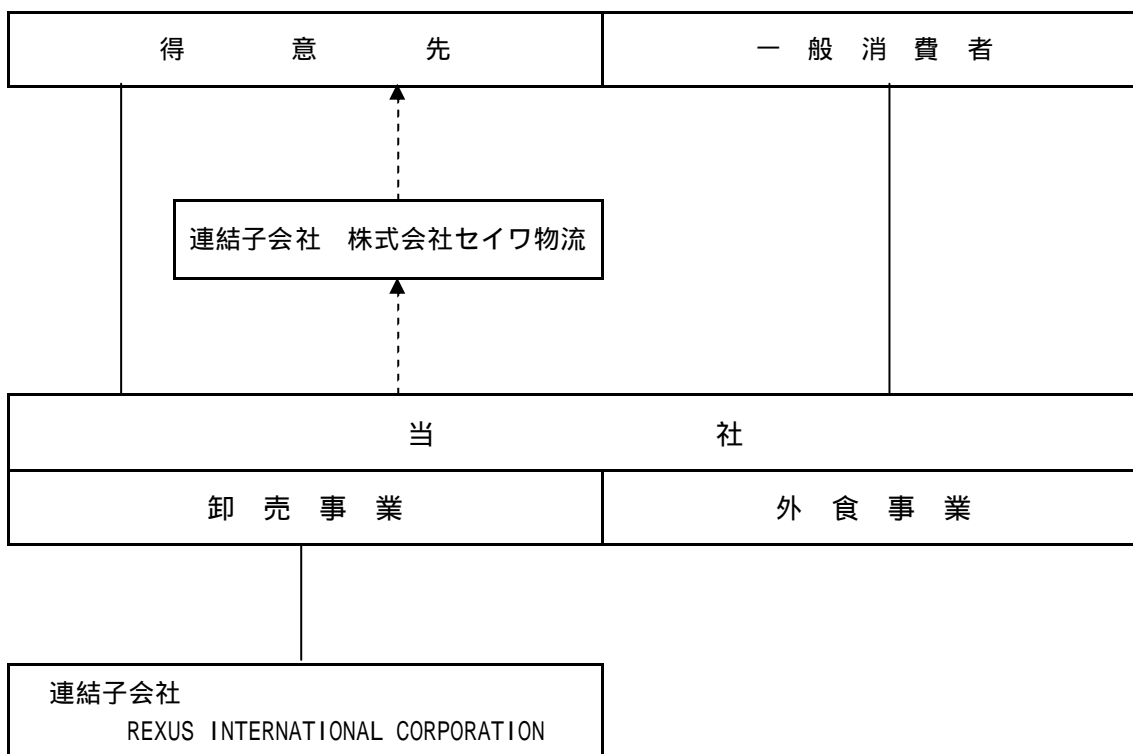 得意先
一般消費者
連結子会社 株式会社セイワ物流
当社
卸売事業
外食事業
連結子会社
REXUS INTERNATIONAL CORPORATION